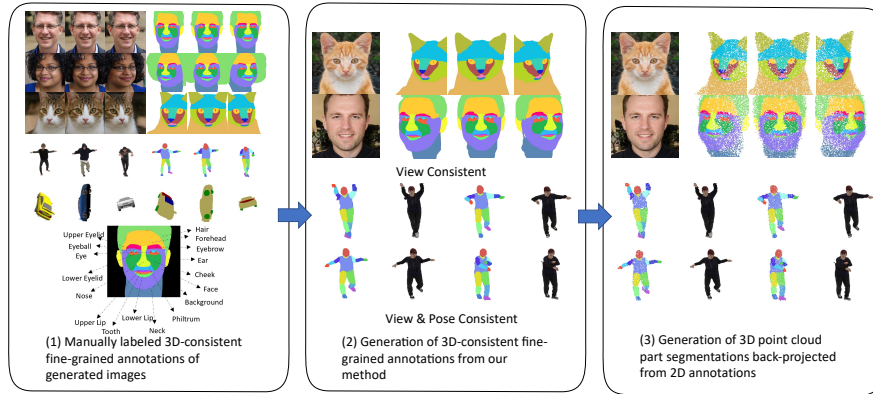 Upper Eyelid
Eyeball
Eye
Lower Eyelid
Nose
Upper Lip
Tooth
Lower Lip
Neck
Philtrum
Background
Face
Cheek
Ear
Eyebrow
Forehead
Hair
(1) Manually labeled 3D-consistent
fine-grained annotations of
generated images
View Consistent
View & Pose Consistent
(2) Generation of 3D-consistent fine-
grained annotations from our
method
(3) Generation of 3D point cloud
part segmentations back-projected
from 2D annotations